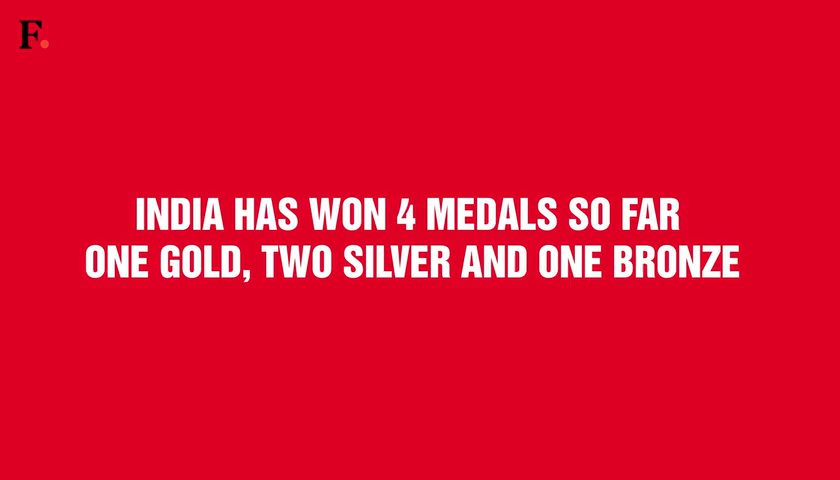 F.
INDIA HAS WON 4 MEDALS SO FAR
ONE GOLD, TWO SILVER AND ONE BRONZE